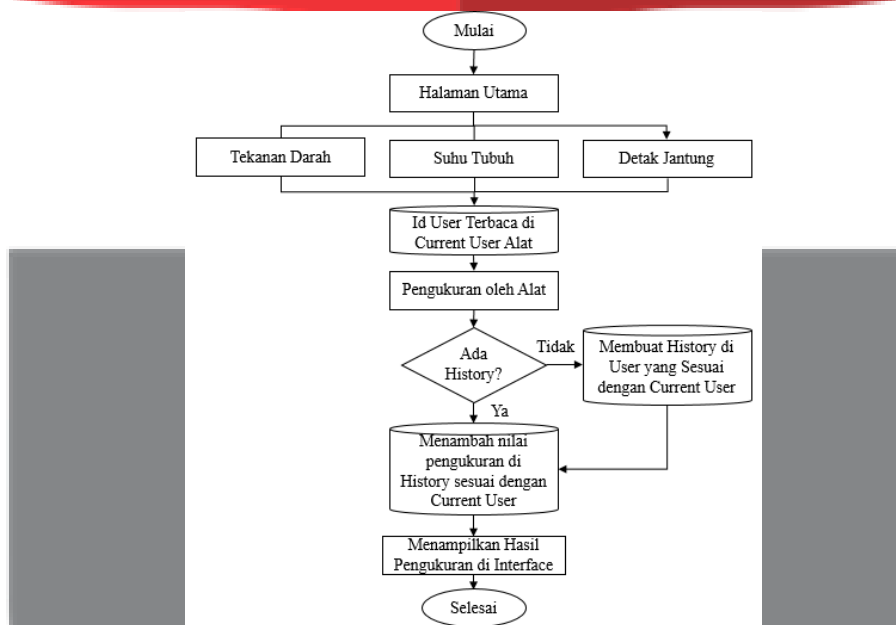 Mulai
Halaman Utama
Tekanan Darah
Suhu Tubuh
Detak Jantung
Id User Terbaca di
Current User Alat
Pengukuran oleh Alat
Ada
History?
Tidak
Membuat History di
User yang Sesuai
dengan Current User
Ya
Menambah nilai
pengukuran di
History sesuai dengan
Current User
Menampilkan Hasil
Pengukuran di Interface
Selesai